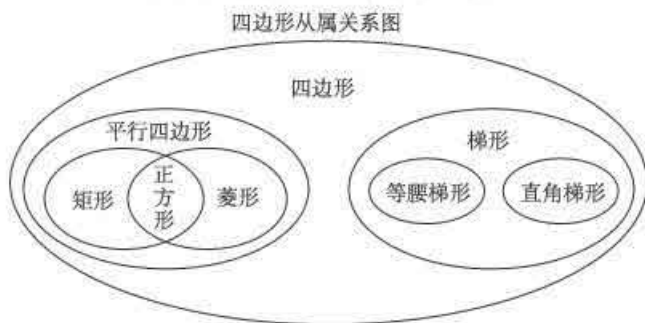 四边形从属关系图
四边形
平行四边形
梯形
矩形
正方形
菱形
等腰梯形
直角梯形